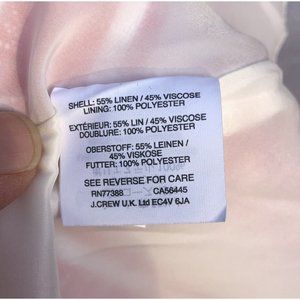 SHELL: 55% LINEN / 45% VISCOSE
LINING: 100% POLYESTER
EXTÉRIEUR: 55% LIN / 45% VISCOSE
DOUBLURE: 100% POLYESTER
OBERSTOFF: 55% LEINEN /
45% VISKOSE
FUTTER: 100% POLYESTER
SEE REVERSE FOR CARE
RN77388 CA56445
J.CREW U.K. Ltd EC4V 6JA